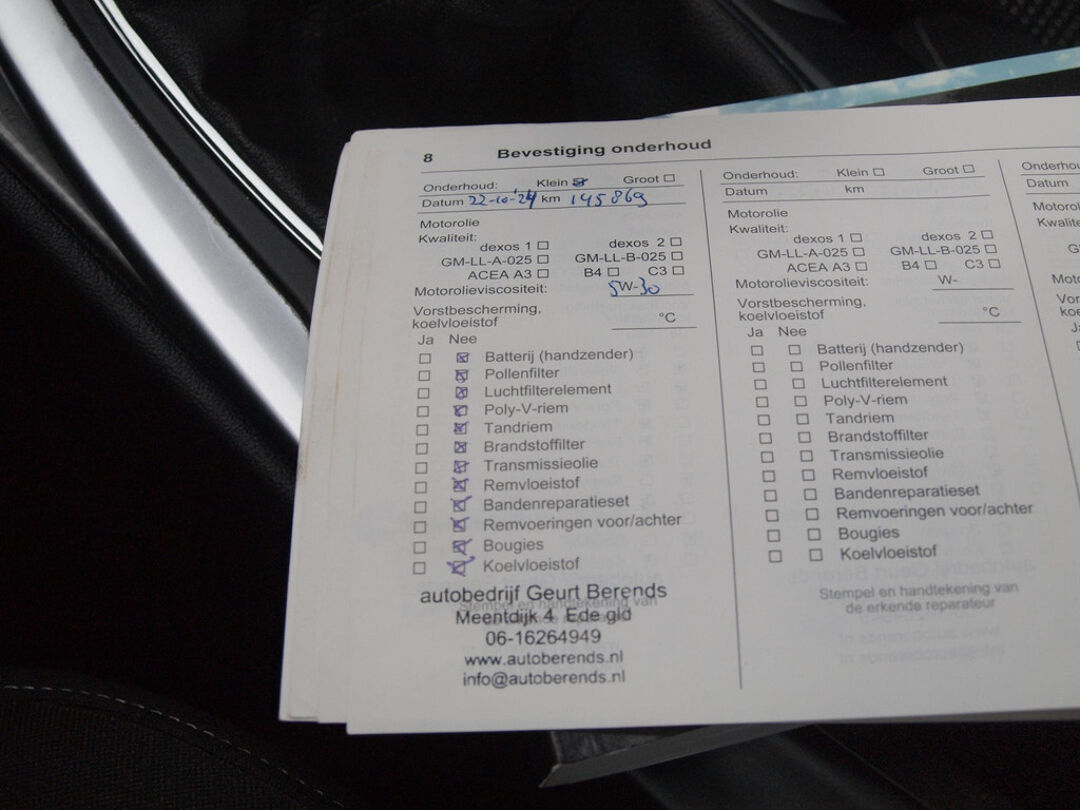 8 Bevestiging onderhoud
Onderhoud: Klein ☒ Groot ☐
Datum 22-10-'24 km 145869
Motorolie
Kwaliteit:
dexos 1 ☐ dexos 2 ☐
GM-LL-A-025 ☐ GM-LL-B-025 ☐
ACEA A3 ☐ B4 ☐ C3 ☐
Motorolieviscositeit: 5W-30
Vorstbescherming,
koelvloeistof °C
Ja Nee
☐ ☒ Batterij (handzender)
☐ ☒ Pollenfilter
☐ ☒ Luchtfilterelement
☐ ☒ Poly-V-riem
☐ ☒ Tandriem
☐ ☒ Brandstoffilter
☐ ☒ Transmissieolie
☐ ☒ Remvloeistof
☐ ☒ Bandenreparatieset
☐ ☒ Remvoeringen voor/achter
☐ ☒ Bougies
☐ ☒ Koelvloeistof
autobedrijf Geurt Berends
Stempel en handtekening van
Meentdijk 4 Ede gld
06-16264949
www.autoberends.nl
info@autoberends.nl
Onderhoud: Klein ☐ Groot ☐
Datum km
Motorolie
Kwaliteit:
dexos 1 ☐ dexos 2 ☐
GM-LL-A-025 ☐ GM-LL-B-025 ☐
ACEA A3 ☐ B4 ☐ C3 ☐
Motorolieviscositeit: W-
Vorstbescherming,
koelvloeistof °C
Ja Nee
☐ ☐ Batterij (handzender)
☐ ☐ Pollenfilter
☐ ☐ Luchtfilterelement
☐ ☐ Poly-V-riem
☐ ☐ Tandriem
☐ ☐ Brandstoffilter
☐ ☐ Transmissieolie
☐ ☐ Remvloeistof
☐ ☐ Bandenreparatieset
☐ ☐ Remvoeringen voor/achter
☐ ☐ Bougies
☐ ☐ Koelvloeistof
Stempel en handtekening van
de erkende reparateur
Datum